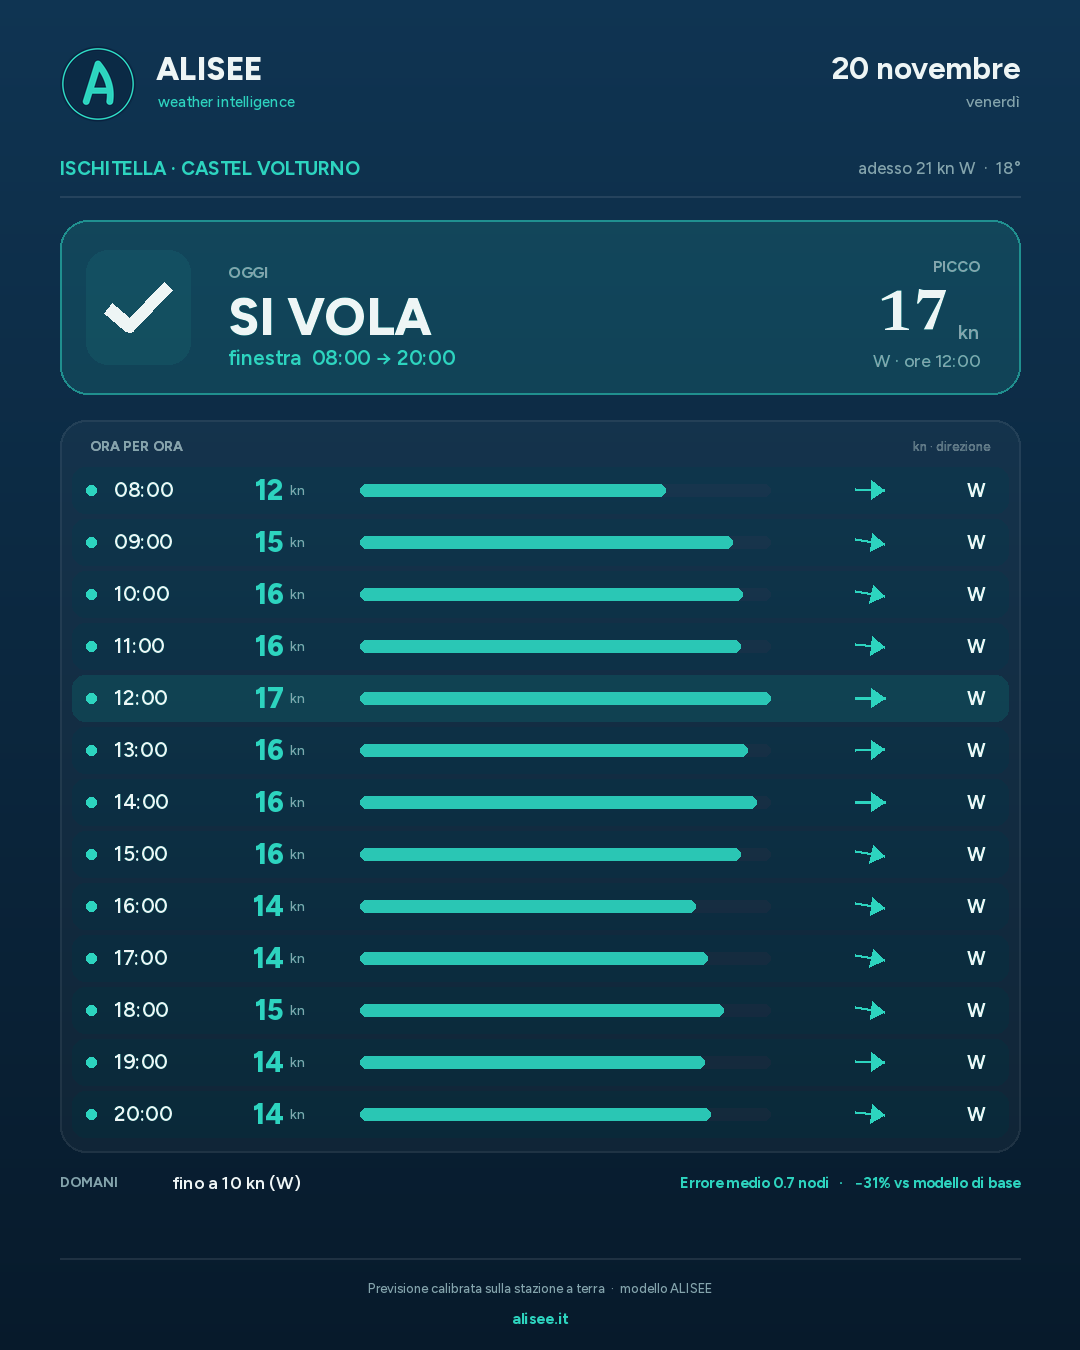 A
ALISEE
weather intelligence
20 novembre
venerdì
ISCHITELLA · CASTEL VOLTURNO
adesso 21 kn W · 18°
OGGI
SI VOLA
finestra 08:00 → 20:00
PICCO
17 kn
W · ore 12:00
ORA PER ORA
kn · direzione
08:00 12 kn → W
09:00 15 kn → W
10:00 16 kn → W
11:00 16 kn → W
12:00 17 kn → W
13:00 16 kn → W
14:00 16 kn → W
15:00 16 kn → W
16:00 14 kn → W
17:00 14 kn → W
18:00 15 kn → W
19:00 14 kn → W
20:00 14 kn → W
DOMANI fino a 10 kn (W)
Errore medio 0.7 nodi · −31% vs modello di base
Previsione calibrata sulla stazione a terra · modello ALISEE
alisee.it